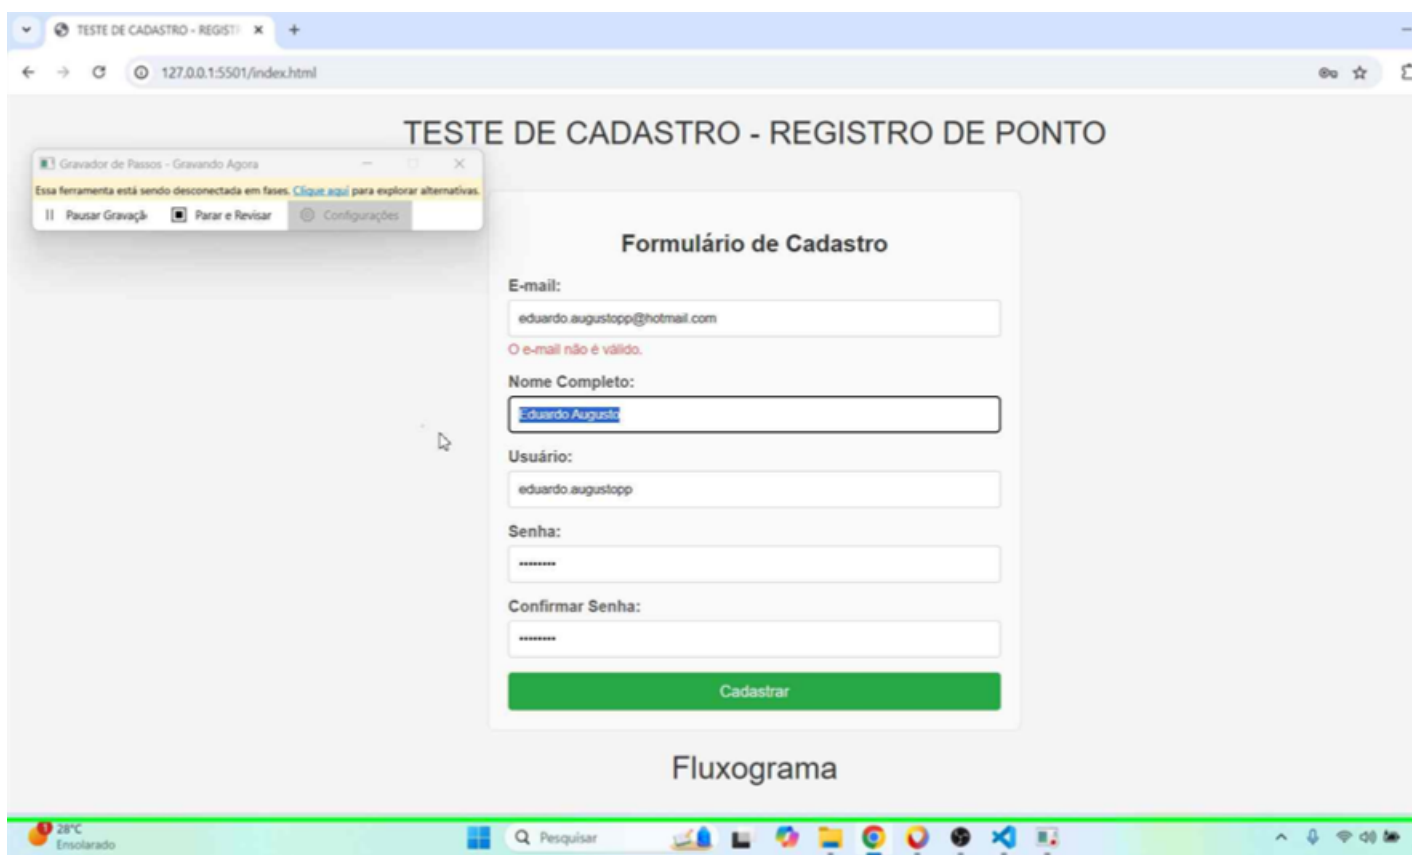 TESTE DE CADASTRO - REGISTR
127.0.0.1:5501/index.html
TESTE DE CADASTRO - REGISTRO DE PONTO
Gravador de Passos - Gravando Agora
Essa ferramenta está sendo desconectada em fases. Clique aqui para explorar alternativas.
Pausar Gravaçã
Parar e Revisar
Configurações
Formulário de Cadastro
E-mail:
eduardo.augustopp@hotmail.com
O e-mail não é válido.
Nome Completo:
Eduardo Augusto
Usuário:
eduardo.augustopp
Senha:
••••••••
Confirmar Senha:
••••••••
Cadastrar
Fluxograma
1
28°C
Ensolarado
Pesquisar